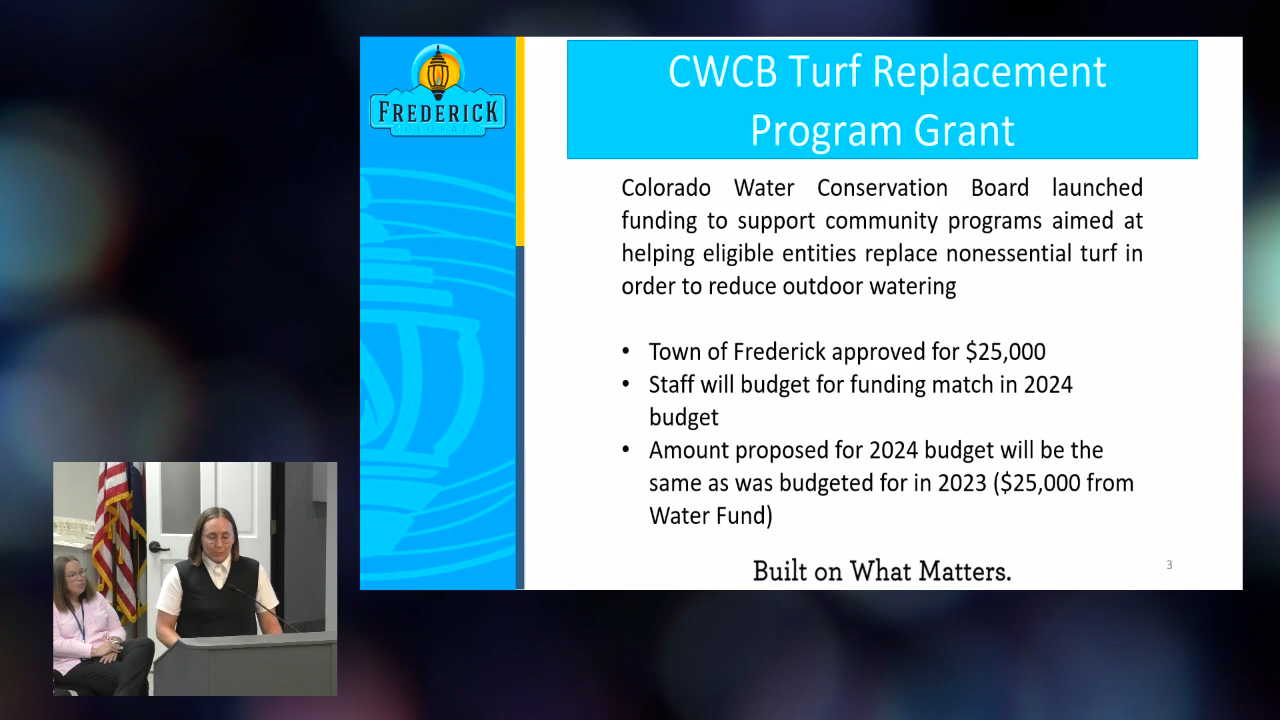 FREDERICK
COLORADO
CWCB Turf Replacement
Program Grant
Colorado Water Conservation Board launched
funding to support community programs aimed at
helping eligible entities replace nonessential turf in
order to reduce outdoor watering
• Town of Frederick approved for $25,000
• Staff will budget for funding match in 2024
budget
• Amount proposed for 2024 budget will be the
same as was budgeted for in 2023 ($25,000 from
Water Fund)
Built on What Matters.
3